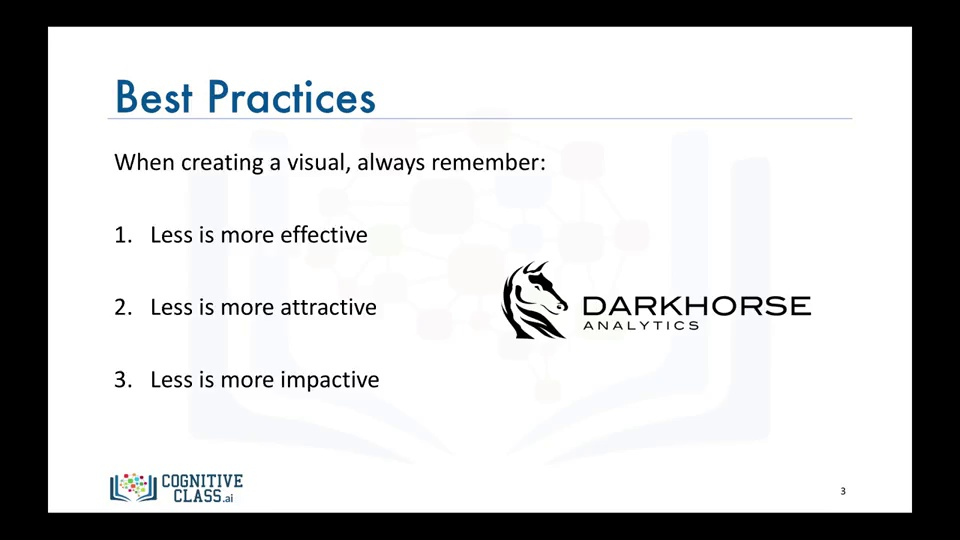 Best Practices
When creating a visual, always remember:
1. Less is more effective
2. Less is more attractive
3. Less is more impactive
DARKHORSE
ANALYTICS
COGNITIVE
CLASS.ai
3